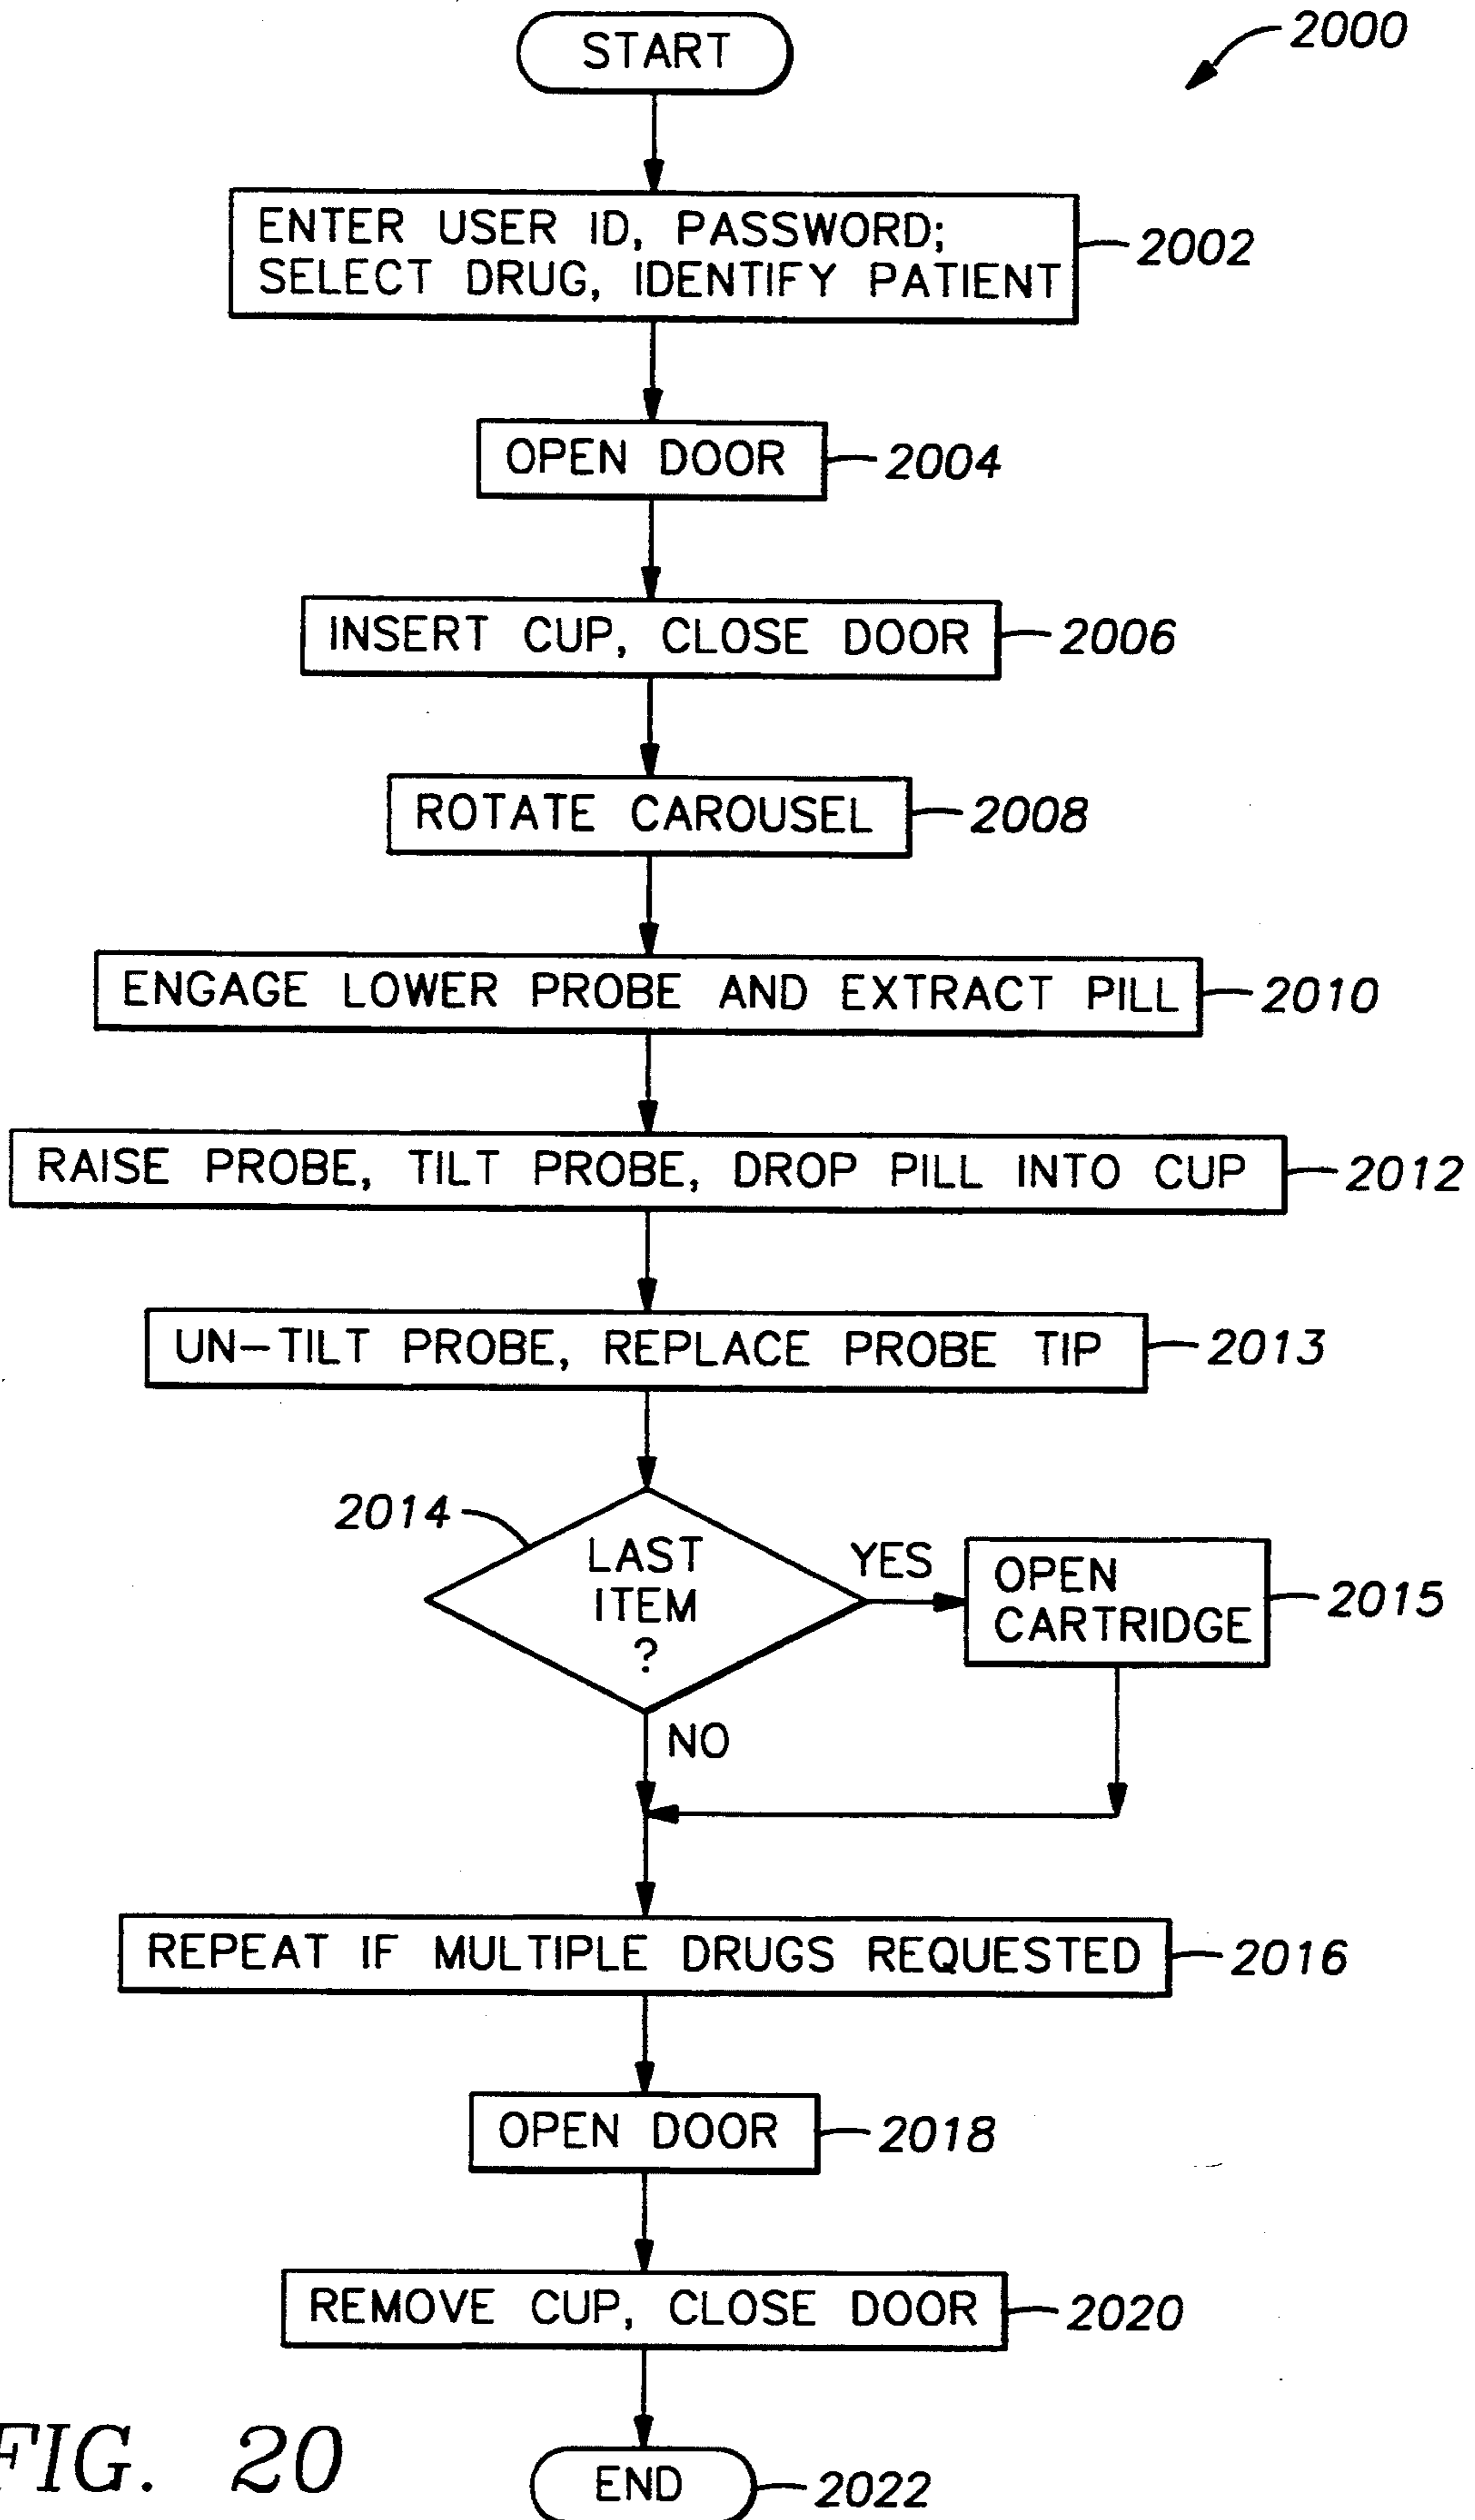 START
2000
ENTER USER ID, PASSWORD;
SELECT DRUG, IDENTIFY PATIENT
2002
OPEN DOOR
2004
INSERT CUP, CLOSE DOOR
2006
ROTATE CAROUSEL
2008
ENGAGE LOWER PROBE AND EXTRACT PILL
2010
RAISE PROBE, TILT PROBE, DROP PILL INTO CUP
2012
UN-TILT PROBE, REPLACE PROBE TIP
2013
2014
LAST
ITEM
?
YES
OPEN
CARTRIDGE
2015
NO
REPEAT IF MULTIPLE DRUGS REQUESTED
2016
OPEN DOOR
2018
REMOVE CUP, CLOSE DOOR
2020
END
2022
FIG. 20